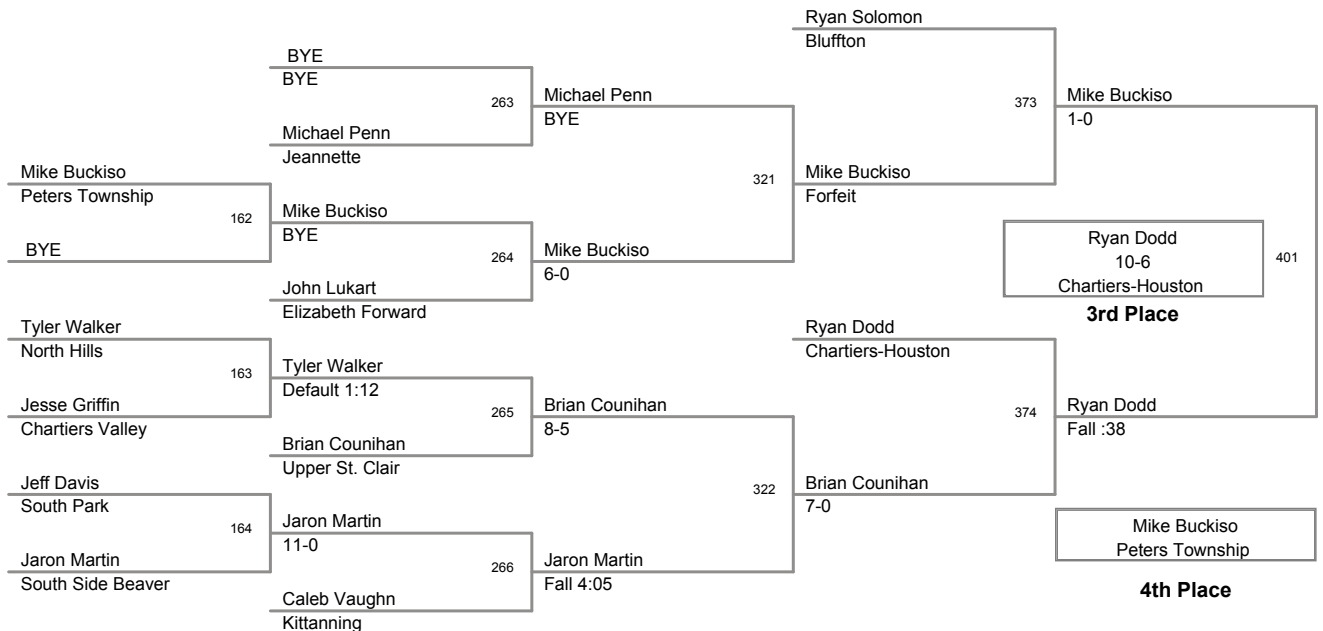 Ryan Solomon
Bluffton
BYE
BYE
263
Michael Penn
BYE
373
Mike Buckiso
1-0
Michael Penn
Jeannette
Mike Buckiso
Peters Township
321
Mike Buckiso
Forfeit
162
Mike Buckiso
BYE
BYE
264
Mike Buckiso
6-0
Ryan Dodd
10-6
Chartiers-Houston
401
3rd Place
John Lukart
Elizabeth Forward
Tyler Walker
North Hills
Ryan Dodd
Chartiers-Houston
163
Tyler Walker
Default 1:12
Jesse Griffin
Chartiers Valley
265
Brian Counihan
8-5
374
Ryan Dodd
Fall :38
Brian Counihan
Upper St. Clair
Jeff Davis
South Park
322
Brian Counihan
7-0
164
Jaron Martin
11-0
Mike Buckiso
Peters Township
4th Place
Jaron Martin
South Side Beaver
266
Jaron Martin
Fall 4:05
Caleb Vaughn
Kittanning